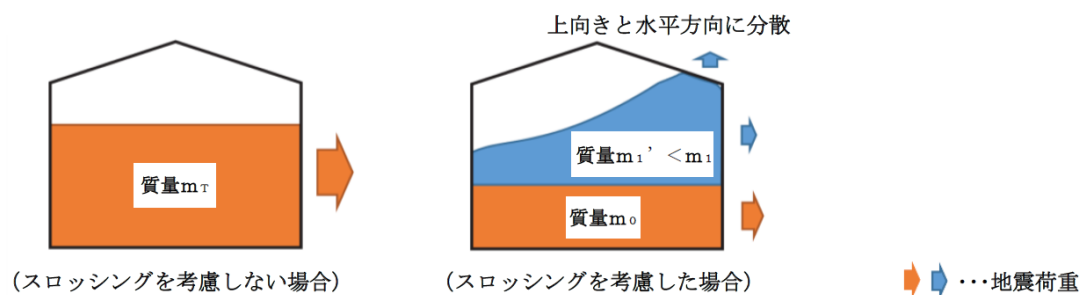 上向きと水平方向に分散
質量mT
質量m₁’＜m₁
質量m₀
（スロッシングを考慮しない場合）
（スロッシングを考慮した場合）
・・・地震荷重